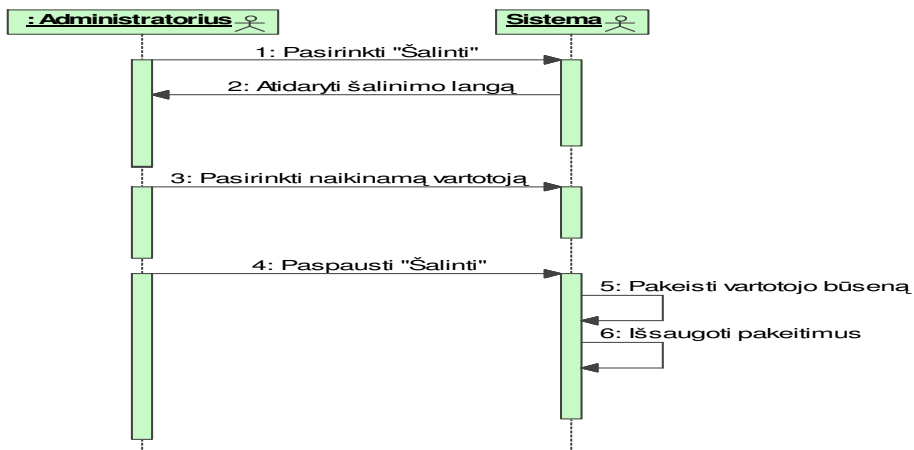 : Administratorius
Sistema
1: Pasirinkti "Šalinti"
2: Atidaryti šalinimo langą
3: Pasirinkti naikinamą vartotoją
4: Paspausti "Šalinti"
5: Pakeisti vartotojo būseną
6: Išsaugoti pakeitimus